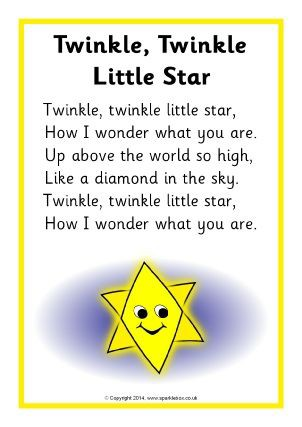 Twinkle, Twinkle
Little Star
Twinkle, twinkle little star,
How I wonder what you are.
Up above the world so high,
Like a diamond in the sky.
Twinkle, twinkle little star,
How I wonder what you are.
© Copyright 2014, www.sparklebox.co.uk